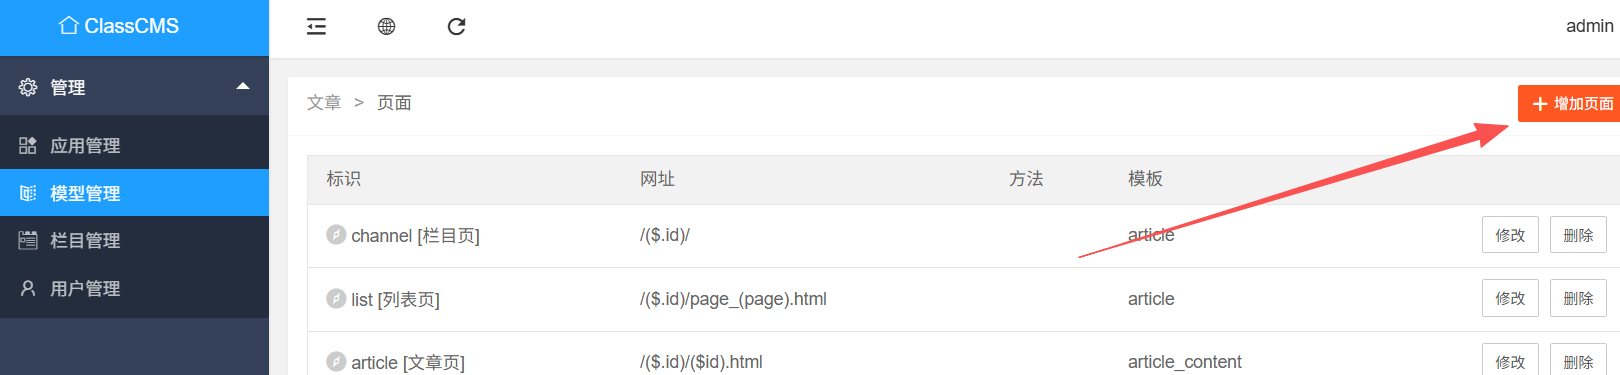 ClassCMS
admin
管理
文章 > 页面
增加页面
应用管理
模型管理
栏目管理
用户管理
标识 网址 方法 模板
channel [栏目页] /($.id)/ article 修改 删除
list [列表页] /($.id)/page_(page).html article 修改 删除
article [文章页] /($.id)/($id).html article_content 修改 删除